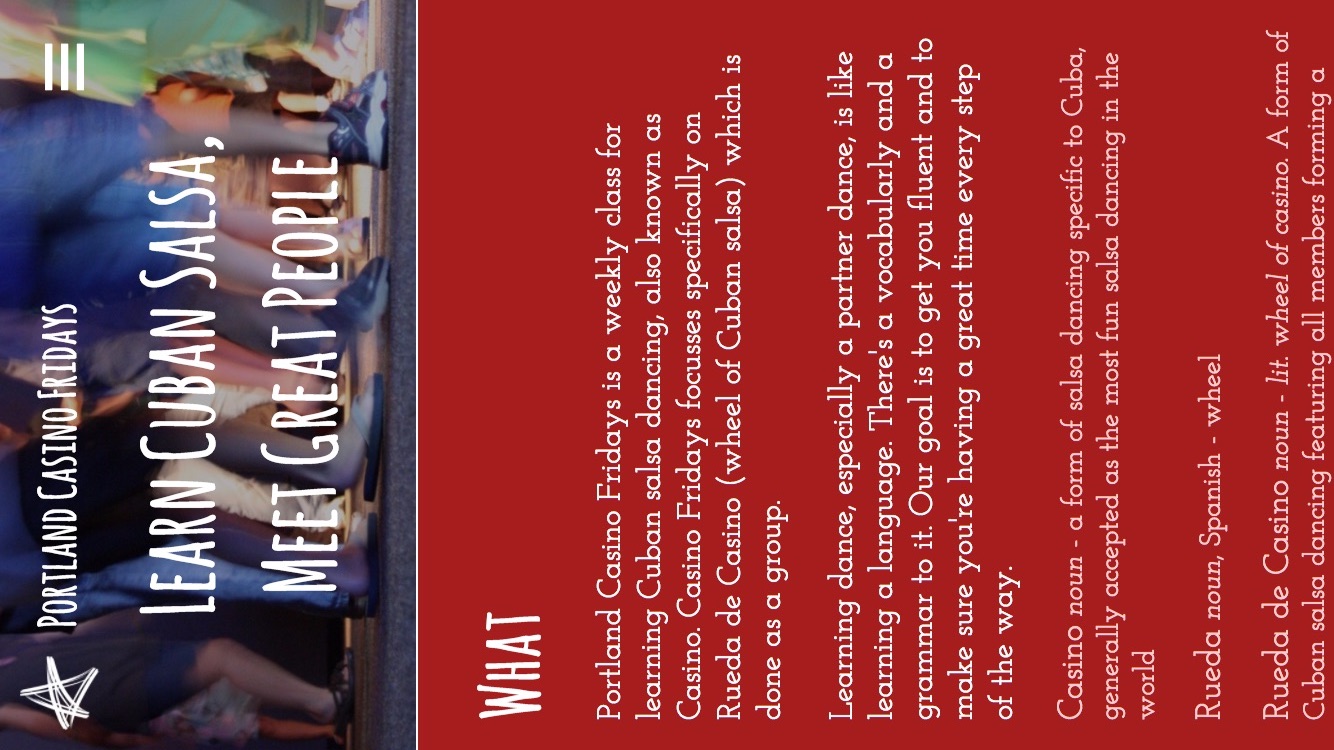 Portland Casino Fridays
Learn Cuban Salsa,
Meet Great People
What
Portland Casino Fridays is a weekly class for
learning Cuban salsa dancing, also known as
Casino. Casino Fridays focusses specifically on
Rueda de Casino (wheel of Cuban salsa) which is
done as a group.
Learning dance, especially a partner dance, is like
learning a language. There's a vocabularly and a
grammar to it. Our goal is to get you fluent and to
make sure you're having a great time every step
of the way.
Casino noun - a form of salsa dancing specific to Cuba,
generally accepted as the most fun salsa dancing in the
world
Rueda noun, Spanish - wheel
Rueda de Casino noun - lit. wheel of casino. A form of
Cuban salsa dancing featuring all members forming a